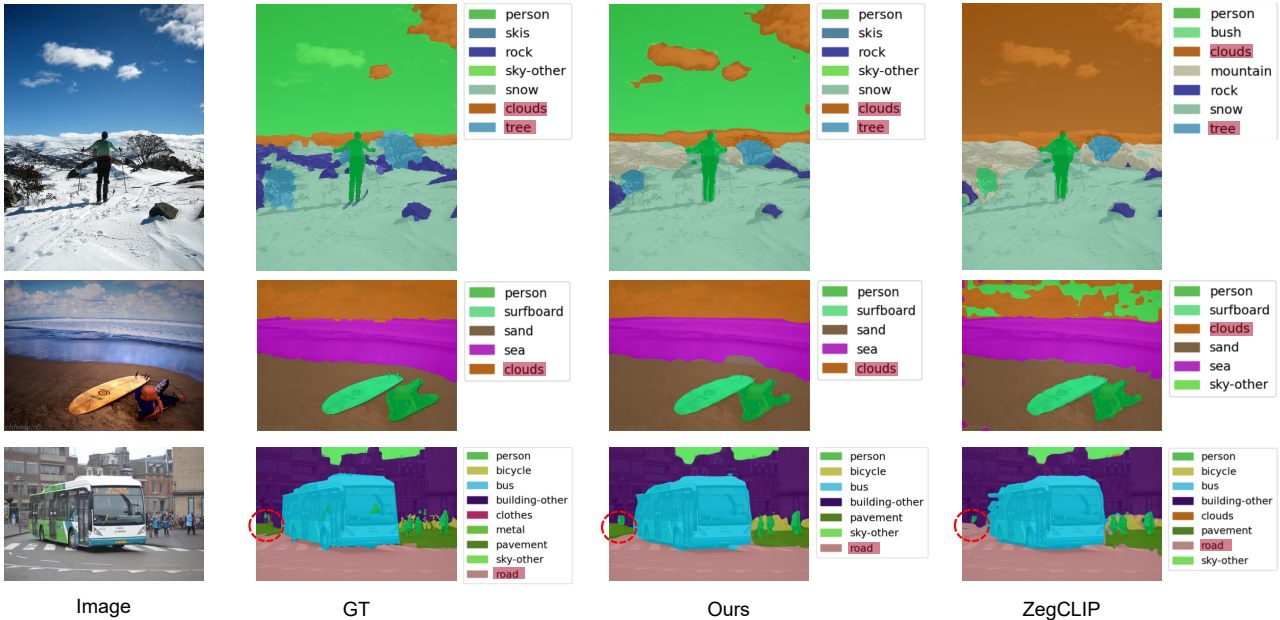 person
skis
rock
sky-other
snow
clouds
tree
person
skis
rock
sky-other
snow
clouds
tree
person
bush
clouds
mountain
rock
snow
tree
person
surfboard
sand
sea
clouds
person
surfboard
sand
sea
clouds
person
surfboard
clouds
sand
sea
sky-other
person
bicycle
bus
building-other
clothes
metal
pavement
sky-other
road
person
bicycle
bus
building-other
pavement
sky-other
road
person
bicycle
bus
building-other
clouds
pavement
road
sky-other
Image
GT
Ours
ZegCLIP